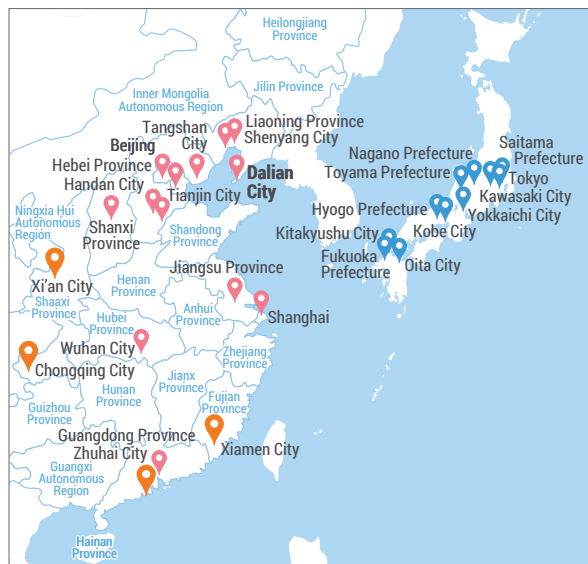 Heilongjiang
Province
Jilin Province
Inner Mongolia
Autonomous Region
Tangshan
City
Liaoning Province
Shenyang City
Beijing
Hebei Province
Handan City
Tianjin City
Dalian
City
Ningxia Hui
Autonomous
Region
Shanxi
Province
Shandong
Province
Xi'an City
Shaaxi
Province
Henan
Province
Jiangsu Province
Anhui
Province
Shanghai
Hubei
Province
Wuhan City
Zhejiang
Province
Chongqing City
Hunan
Province
Jianx
Province
Fujian
Province
Guizhou
Province
Guangdong Province
Zhuhai City
Xiamen City
Guangxi
Autonomous
Region
Hainan
Province
Saitama
Prefecture
Nagano Prefecture
Toyama Prefecture
Tokyo
Kawasaki City
Hyogo Prefecture
Yokkaichi City
Kobe City
Kitakyushu City
Fukuoka
Prefecture
Oita City